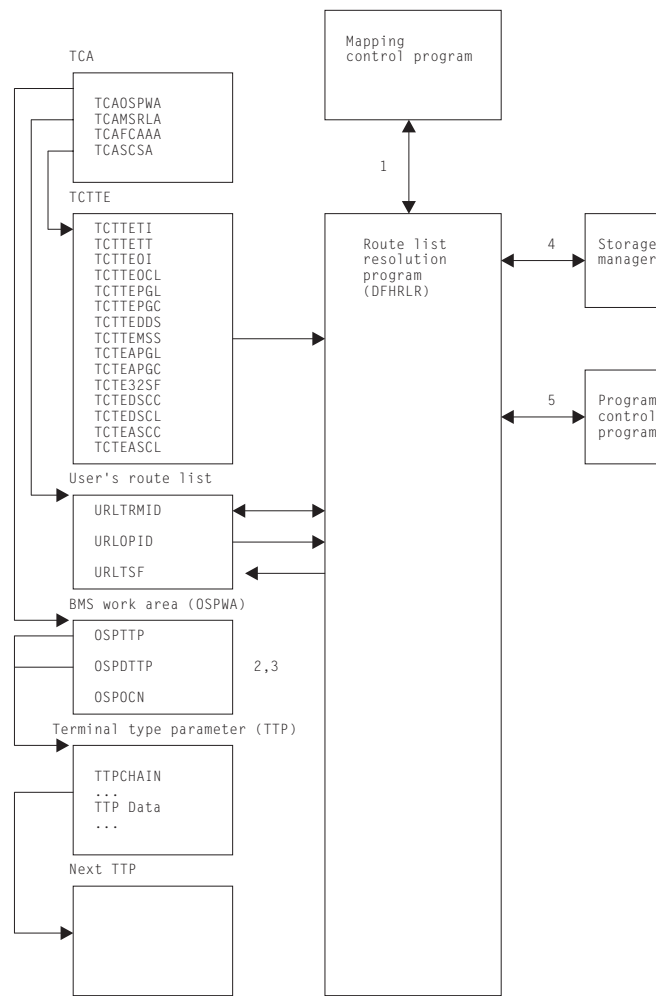 Mapping
control program
TCA
TCAOSPWA
TCAMSRLA
TCAFCAAA
TCASCSA
1
TCTTE
TCTTETI
TCTTETT
TCTTEOI
TCTTEOCL
TCTTEPGL
TCTTEPGC
TCTTEDDS
TCTTEMSS
TCTEAPGL
TCTEAPGC
TCTE32SF
TCTEDSCC
TCTEDSCL
TCTEASCC
TCTEASCL
Route list
resolution
program
(DFHRLR)
4
Storage
manager
5
Program
control
program
User's route list
URLTRMID
URLOPID
URLTSF
BMS work area (OSPWA)
OSPTTP
OSPDTTP
OSPOCN
2,3
Terminal type parameter (TTP)
TTPCHAIN
...
TTP Data
...
Next TTP